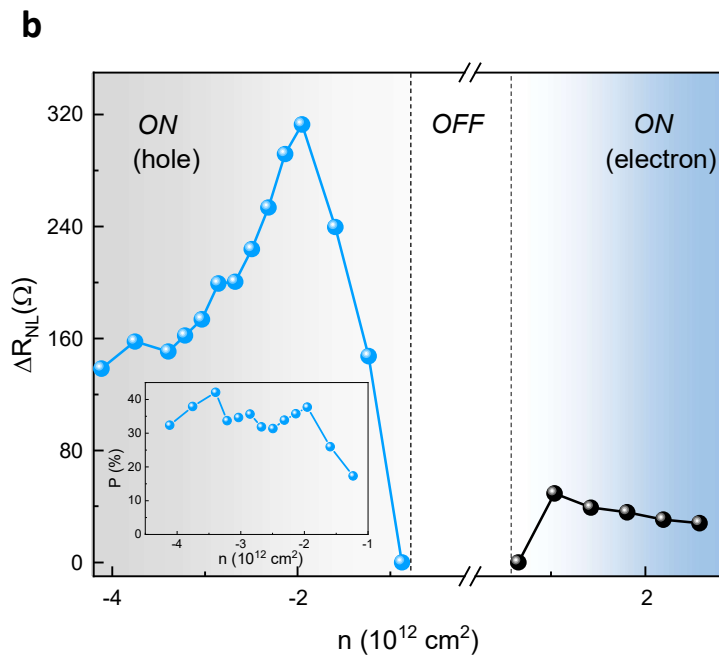 b
ON
(hole)
OFF
ON
(electron)
320
240
160
80
0
ΔR_NL(Ω)
-4
-2
2
n (10^12 cm^2)
40
30
20
10
0
P (%)
-4
-3
-2
-1
n (10^12 cm^2)